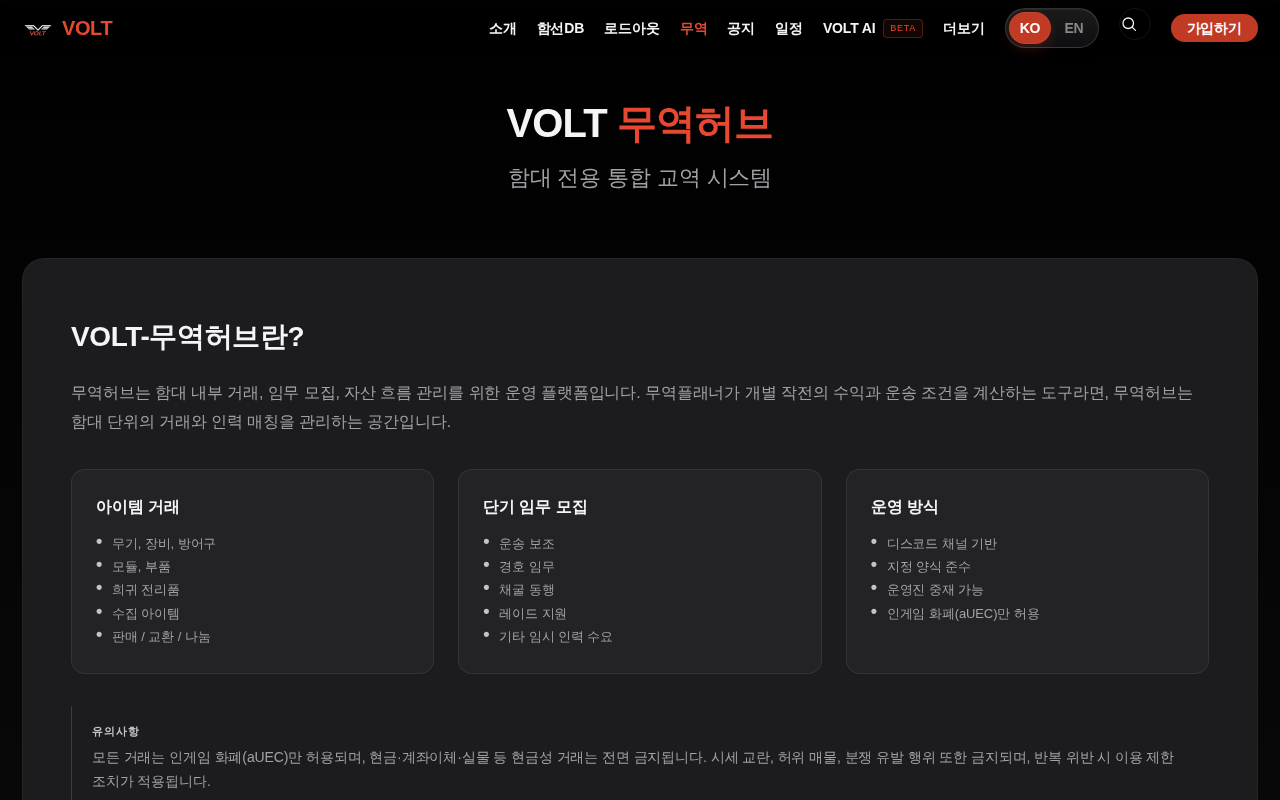 VOLT
VOLT
소개
함선DB
로드아웃
무역
공지
일정
VOLT AI BETA
더보기
KO
EN
가입하기
VOLT 무역허브
함대 전용 통합 교역 시스템
VOLT-무역허브란?
무역허브는 함대 내부 거래, 임무 모집, 자산 흐름 관리를 위한 운영 플랫폼입니다. 무역플래너가 개별 작전의 수익과 운송 조건을 계산하는 도구라면, 무역허브는
함대 단위의 거래와 인력 매칭을 관리하는 공간입니다.
아이템 거래
• 무기, 장비, 방어구
• 모듈, 부품
• 희귀 전리품
• 수집 아이템
• 판매 / 교환 / 나눔
단기 임무 모집
• 운송 보조
• 경호 임무
• 채굴 동행
• 레이드 지원
• 기타 임시 인력 수요
운영 방식
• 디스코드 채널 기반
• 지정 양식 준수
• 운영진 중재 가능
• 인게임 화폐(aUEC)만 허용
유의사항
모든 거래는 인게임 화폐(aUEC)만 허용되며, 현금·계좌이체·실물 등 현금성 거래는 전면 금지됩니다. 시세 교란, 허위 매물, 분쟁 유발 행위 또한 금지되며, 반복 위반 시 이용 제한
조치가 적용됩니다.